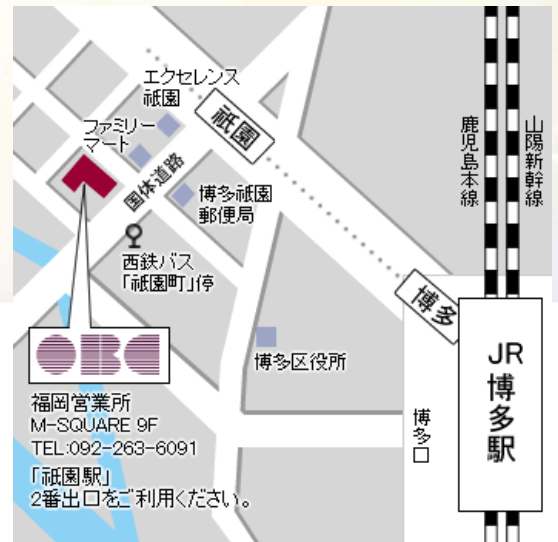 エクセレンス
祇園
祇園
ファミリー
マート
国体道路
博多祇園
郵便局
西鉄バス
「祇園町」停
鹿児島本線
山陽新幹線
博多
JR
博多駅
博多口
博多区役所
OBC
福岡営業所
M-SQUARE 9F
TEL:092-263-6091
「祇園駅」
2番出口をご利用ください。